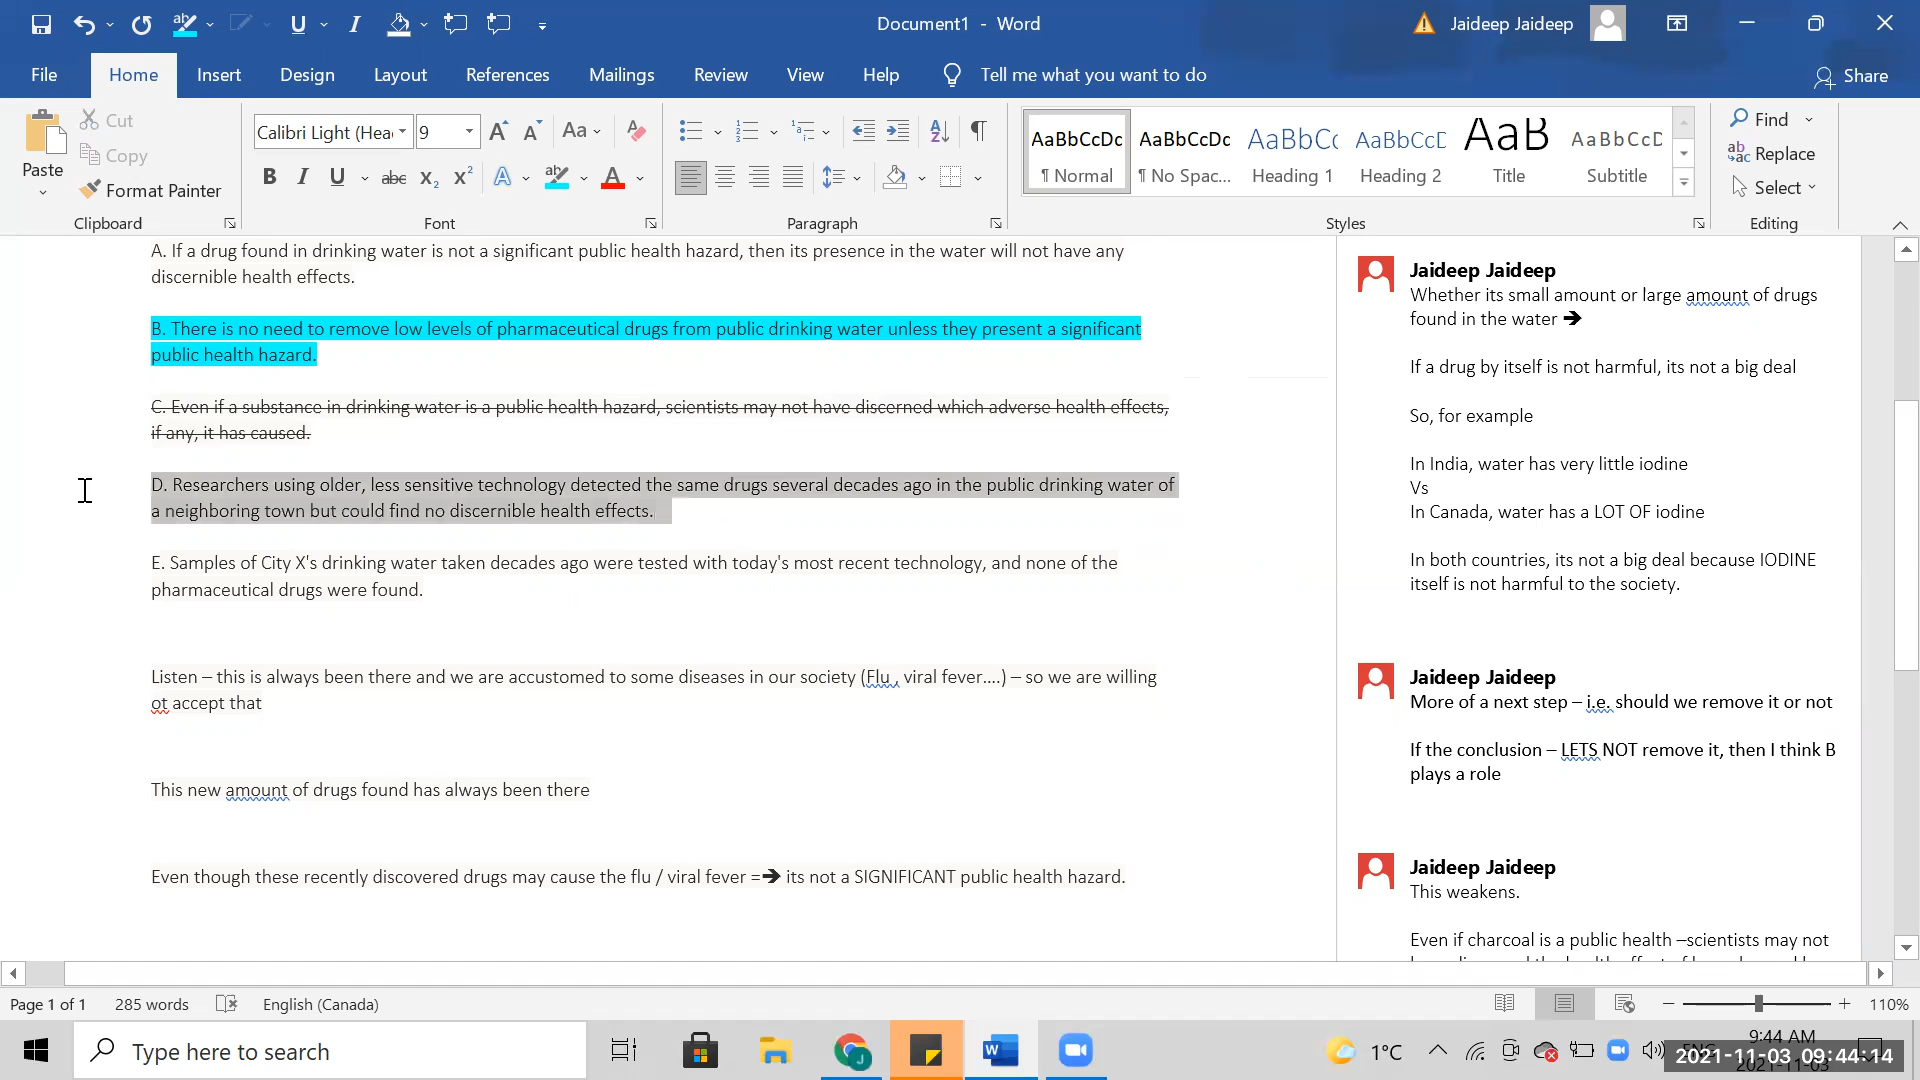 Document1 - Word
Jaideep Jaideep
File Home Insert Design Layout References Mailings Review View Help Tell me what you want to do
Share
Paste
Cut
Copy
Format Painter
Clipboard
Calibri Light (Hea
9
Font
Paragraph
AaBbCcDc AaBbCcDc AaBbCc AaBbCcD AaB AaBbCcD
¶ Normal ¶ No Spac... Heading 1 Heading 2 Title Subtitle
Styles
Find
Replace
Select
Editing
A. If a drug found in drinking water is not a significant public health hazard, then its presence in the water will not have any
discernible health effects.
B. There is no need to remove low levels of pharmaceutical drugs from public drinking water unless they present a significant
public health hazard.
C. Even if a substance in drinking water is a public health hazard, scientists may not have discerned which adverse health effects,
if any, it has caused.
D. Researchers using older, less sensitive technology detected the same drugs several decades ago in the public drinking water of
a neighboring town but could find no discernible health effects.
E. Samples of City X's drinking water taken decades ago were tested with today's most recent technology, and none of the
pharmaceutical drugs were found.
Listen – this is always been there and we are accustomed to some diseases in our society (Flu , viral fever....) – so we are willing
ot accept that
This new amount of drugs found has always been there
Even though these recently discovered drugs may cause the flu / viral fever =➔ its not a SIGNIFICANT public health hazard.
Jaideep Jaideep
Whether its small amount or large amount of drugs
found in the water ➔
If a drug by itself is not harmful, its not a big deal
So, for example
In India, water has very little iodine
Vs
In Canada, water has a LOT OF iodine
In both countries, its not a big deal because IODINE
itself is not harmful to the society.
Jaideep Jaideep
More of a next step – i.e. should we remove it or not
If the conclusion – LETS NOT remove it, then I think B
plays a role
Jaideep Jaideep
This weakens.
Even if charcoal is a public health –scientists may not
Page 1 of 1 285 words English (Canada)
110%
Type here to search
1°C
9:44 AM
2021-11-03 09:44:14